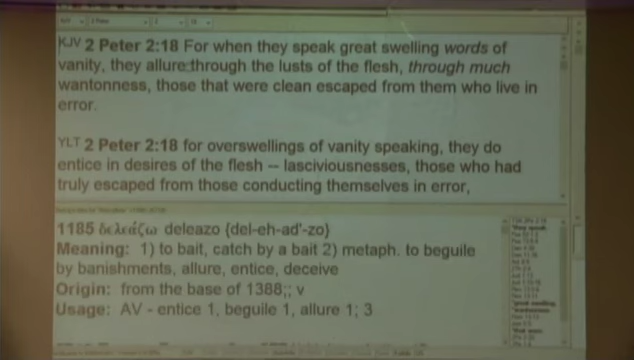 KJV 2 Peter 2:18 For when they speak great swelling words of
vanity, they allure through the lusts of the flesh, through much
wantonness, those that were clean escaped from them who live in
error.
YLT 2 Peter 2:18 for overswellings of vanity speaking, they do
entice in desires of the flesh -- lasciviousnesses, those who had
truly escaped from those conducting themselves in error,
1185 δελεάζω deleazo {del-eh-ad'-zo}
Meaning: 1) to bait, catch by a bait 2) metaph. to beguile
by banishments, allure, entice, deceive
Origin: from the base of 1388;; v
Usage: AV - entice 1, beguile 1, allure 1; 3